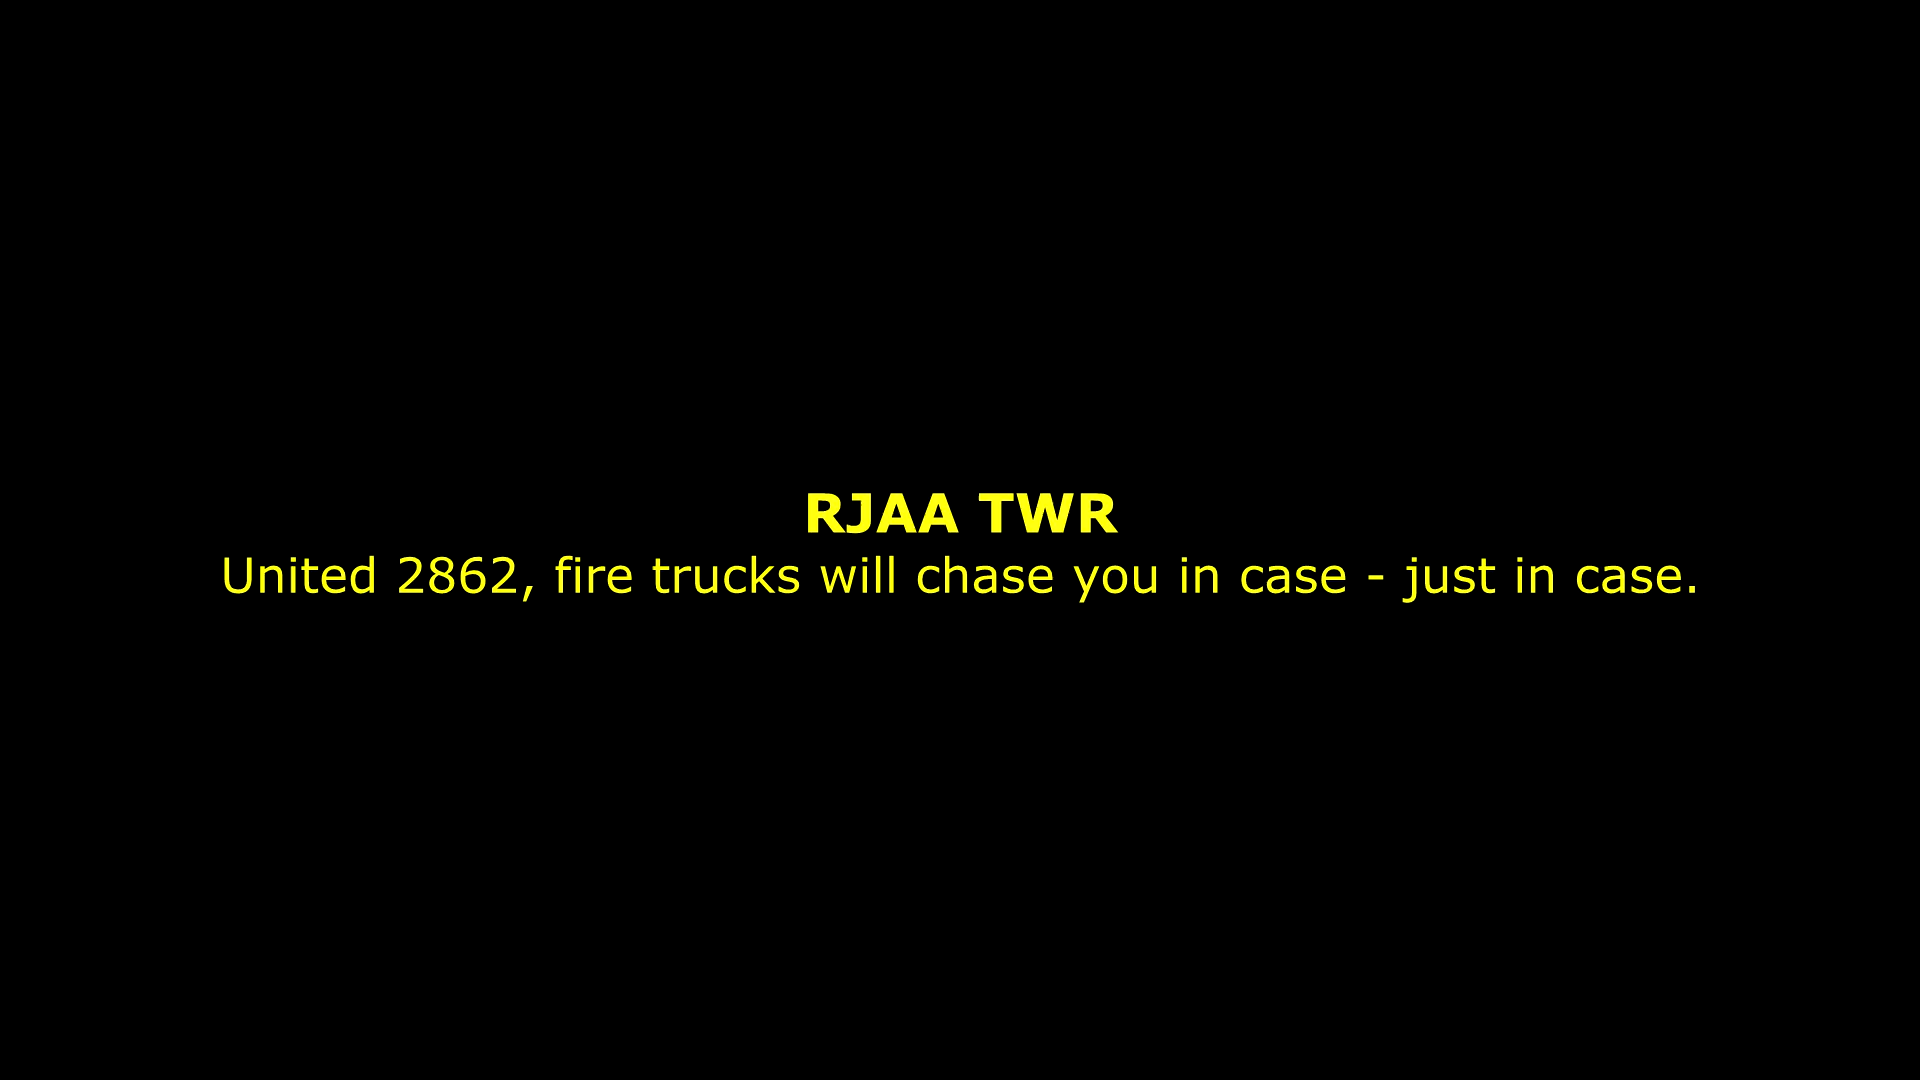 RJAA TWR
United 2862, fire trucks will chase you in case - just in case.